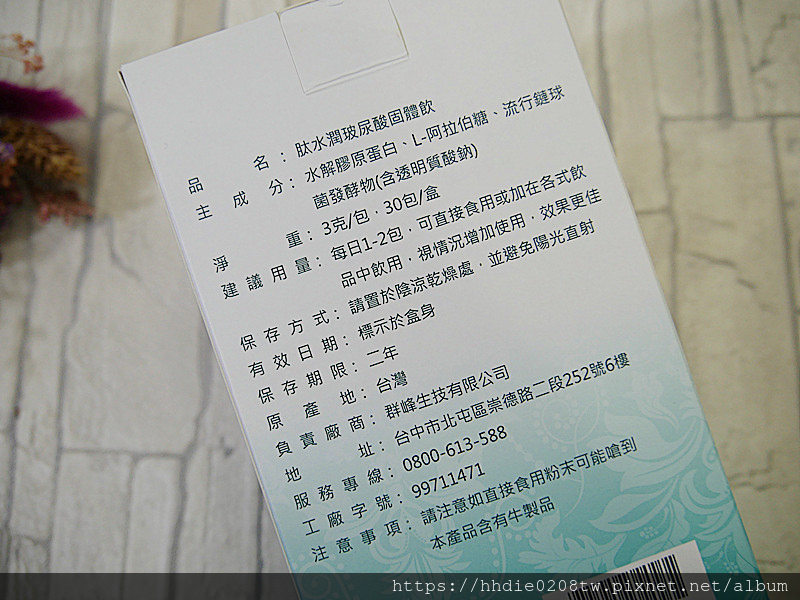 品名：肽水潤玻尿酸固體飲
主成分：水解膠原蛋白、L-阿拉伯糖、流行鏈球
菌發酵物(含透明質酸鈉)
淨重：3克/包，30包/盒
建議用量：每日1-2包，可直接食用或加在各式飲
品中飲用，視情況增加使用，效果更佳
保存方式：請置於陰涼乾燥處，並避免陽光直射
有效日期：標示於盒身
保存期限：二年
原產地：台灣
負責廠商：群峰生技有限公司
地址：台中市北屯區崇德路二段252號6樓
服務專線：0800-613-588
工廠字號：99711471
注意事項：請注意如直接食用粉末可能嗆到
本產品含有牛製品
https://hhdie0208tw.pixnet.net/album